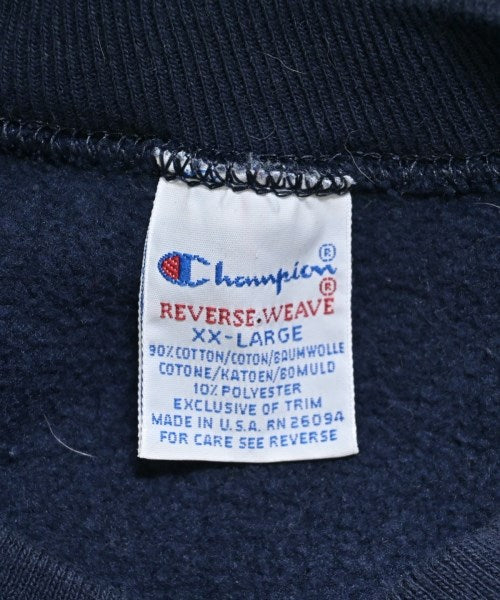 Champion®
®
REVERSE.WEAVE
XX-LARGE
90% COTTON/COTON/BAUMWOLLE
COTONE/KATOEN/BOMULD
10% POLYESTER
EXCLUSIVE OF TRIM
MADE IN U.S.A. RN 26094
FOR CARE SEE REVERSE